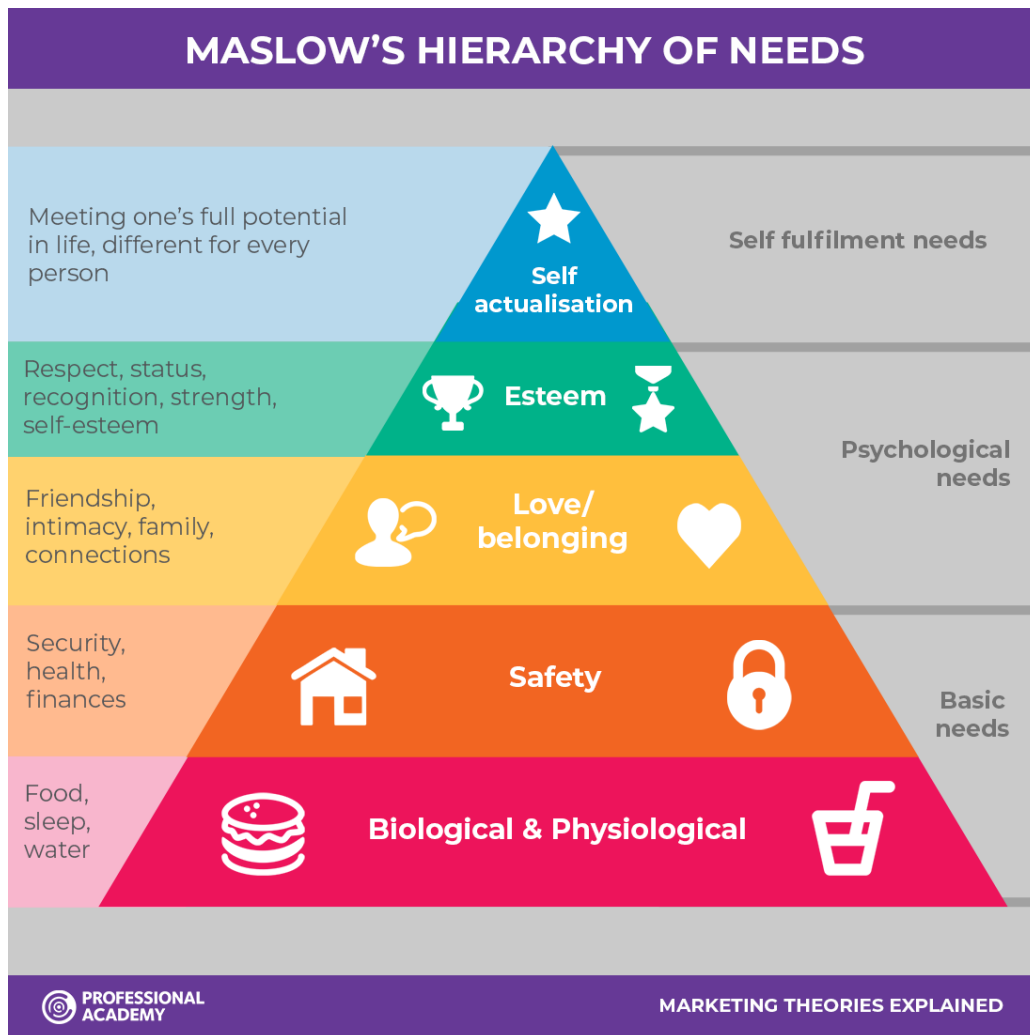 MASLOW’S HIERARCHY OF NEEDS
Meeting one’s full potential
in life, different for every
person
Self
actualisation
Self fulfilment needs
Respect, status,
recognition, strength,
self-esteem
Esteem
Psychological
needs
Friendship,
intimacy, family,
connections
Love/
belonging
Security,
health,
finances
Safety
Basic
needs
Food,
sleep,
water
Biological & Physiological
PROFESSIONAL
ACADEMY
MARKETING THEORIES EXPLAINED